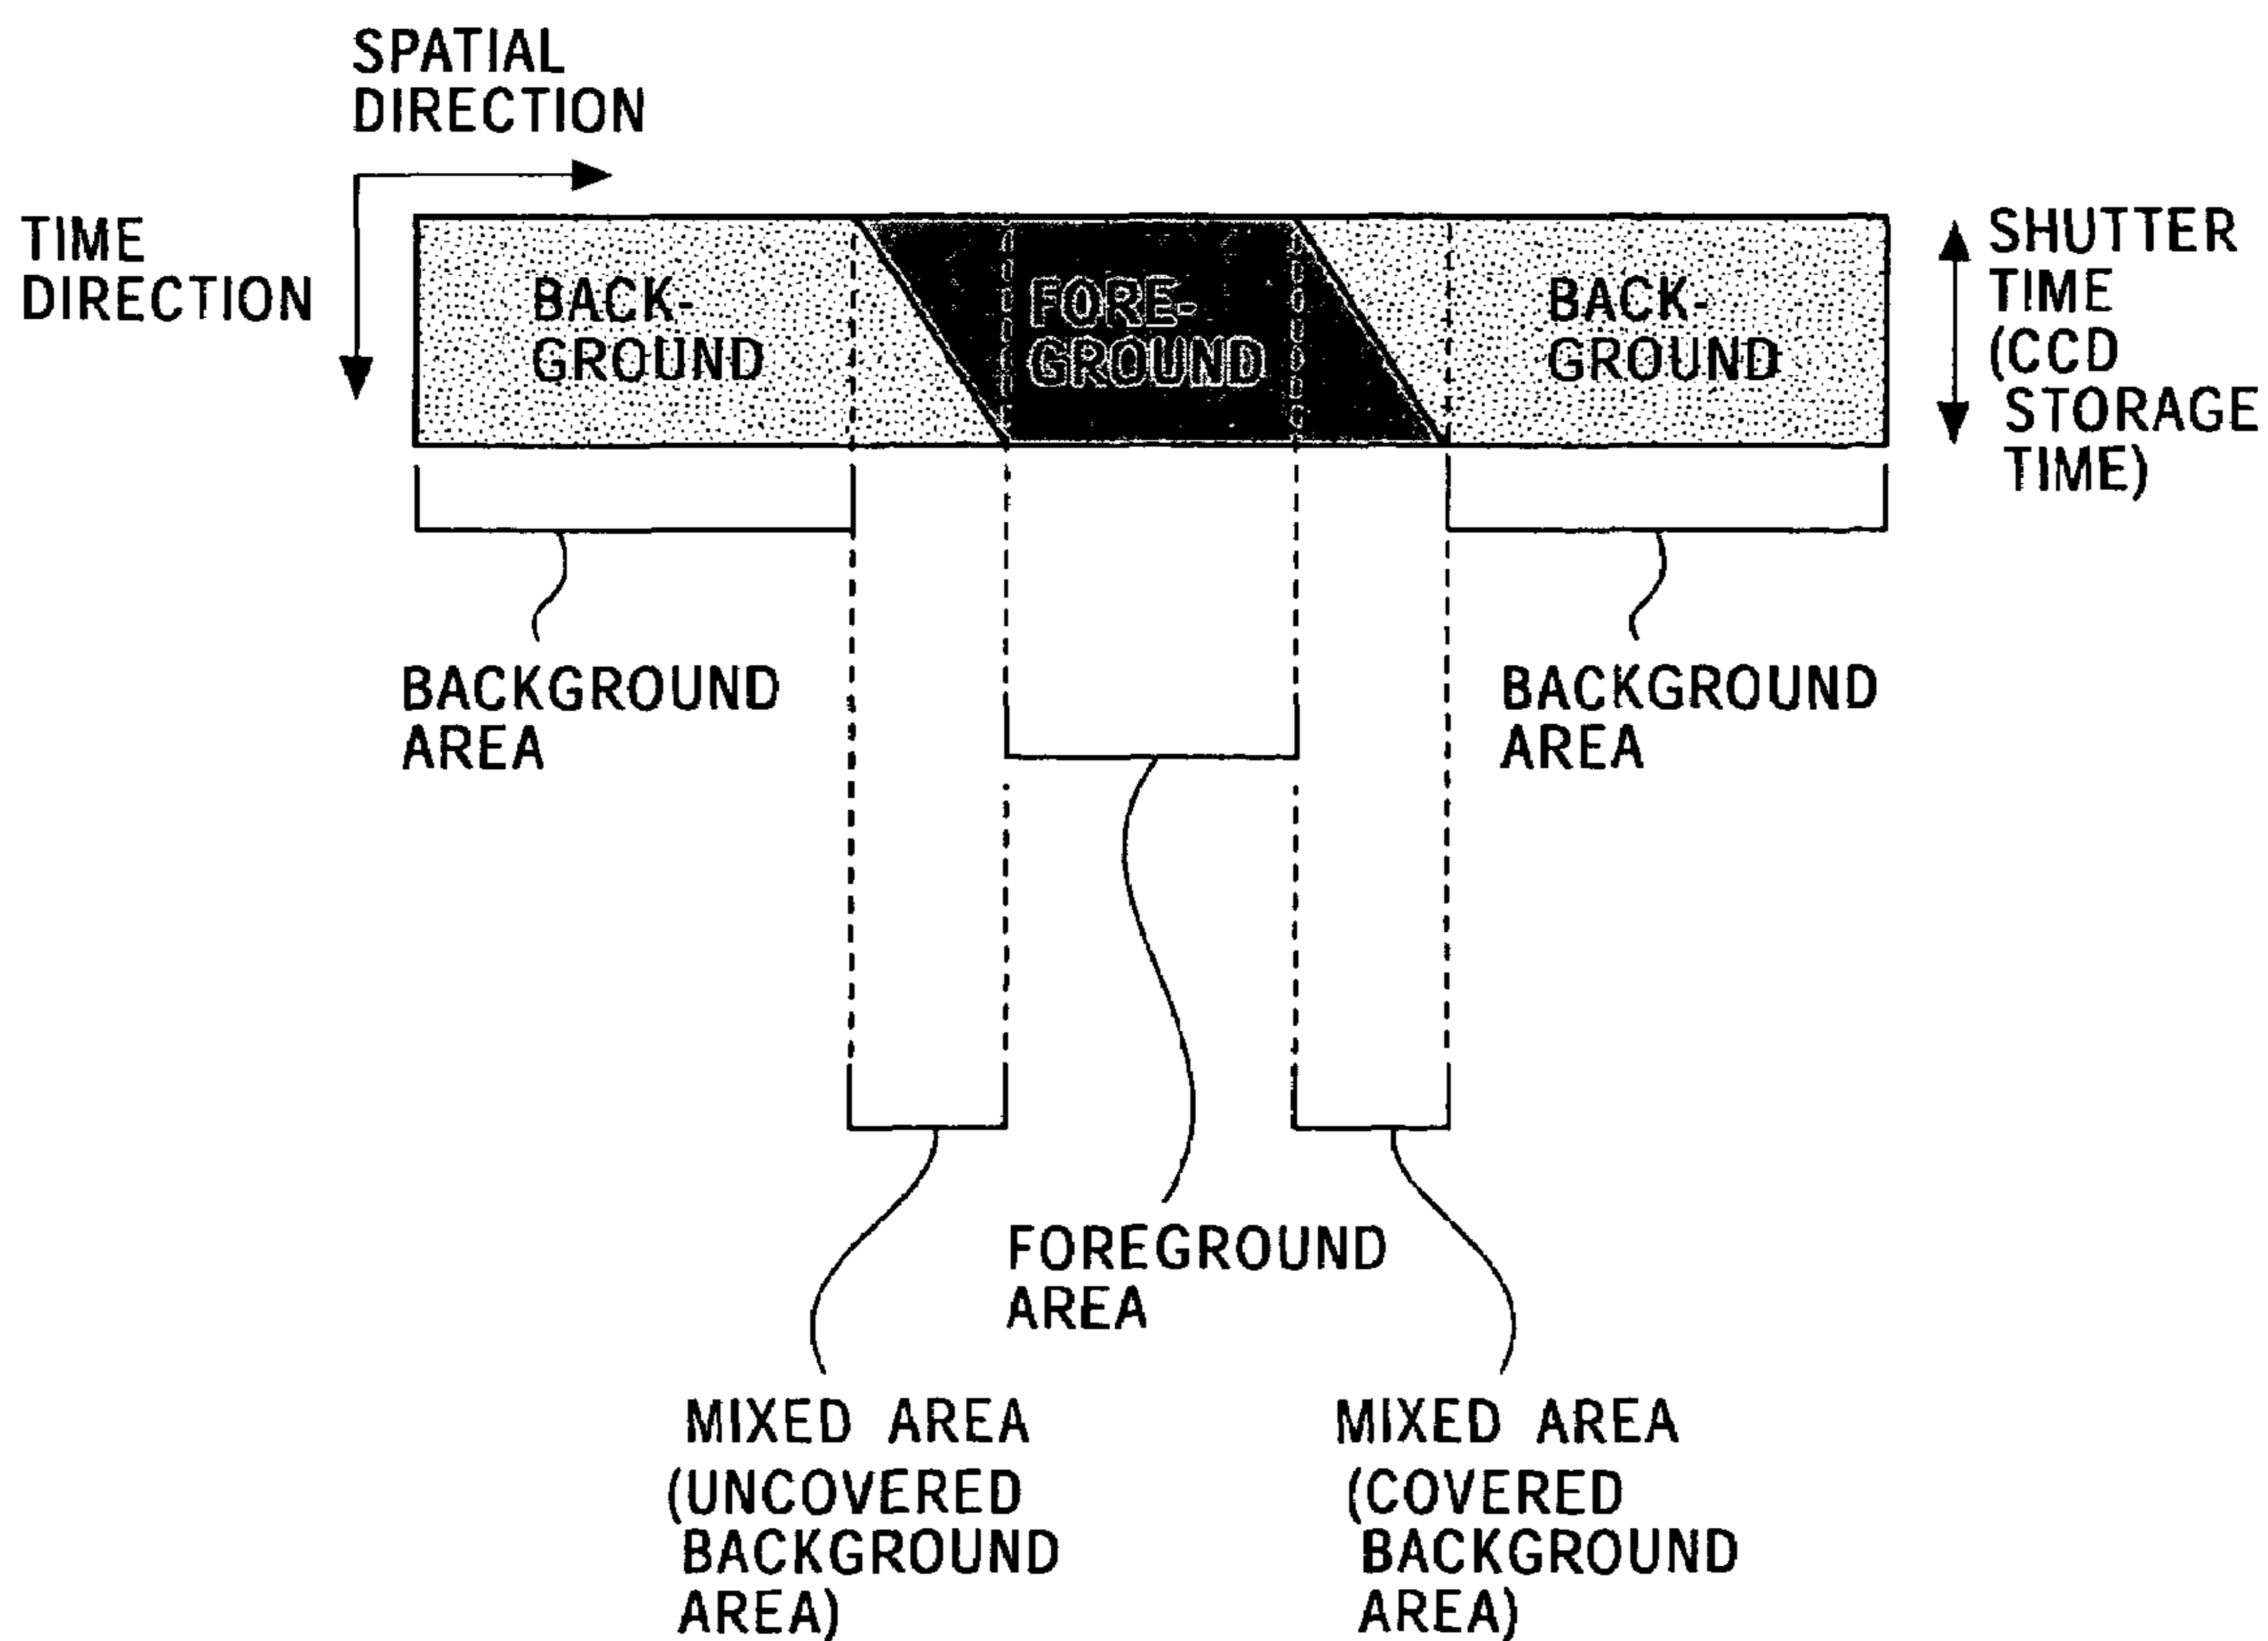 SPATIAL
DIRECTION
TIME
DIRECTION
BACK-
GROUND
FORE-
GROUND
BACK-
GROUND
SHUTTER
TIME
(CCD
STORAGE
TIME)
BACKGROUND
AREA
BACKGROUND
AREA
FOREGROUND
AREA
MIXED AREA
(UNCOVERED
BACKGROUND
AREA)
MIXED AREA
(COVERED
BACKGROUND
AREA)